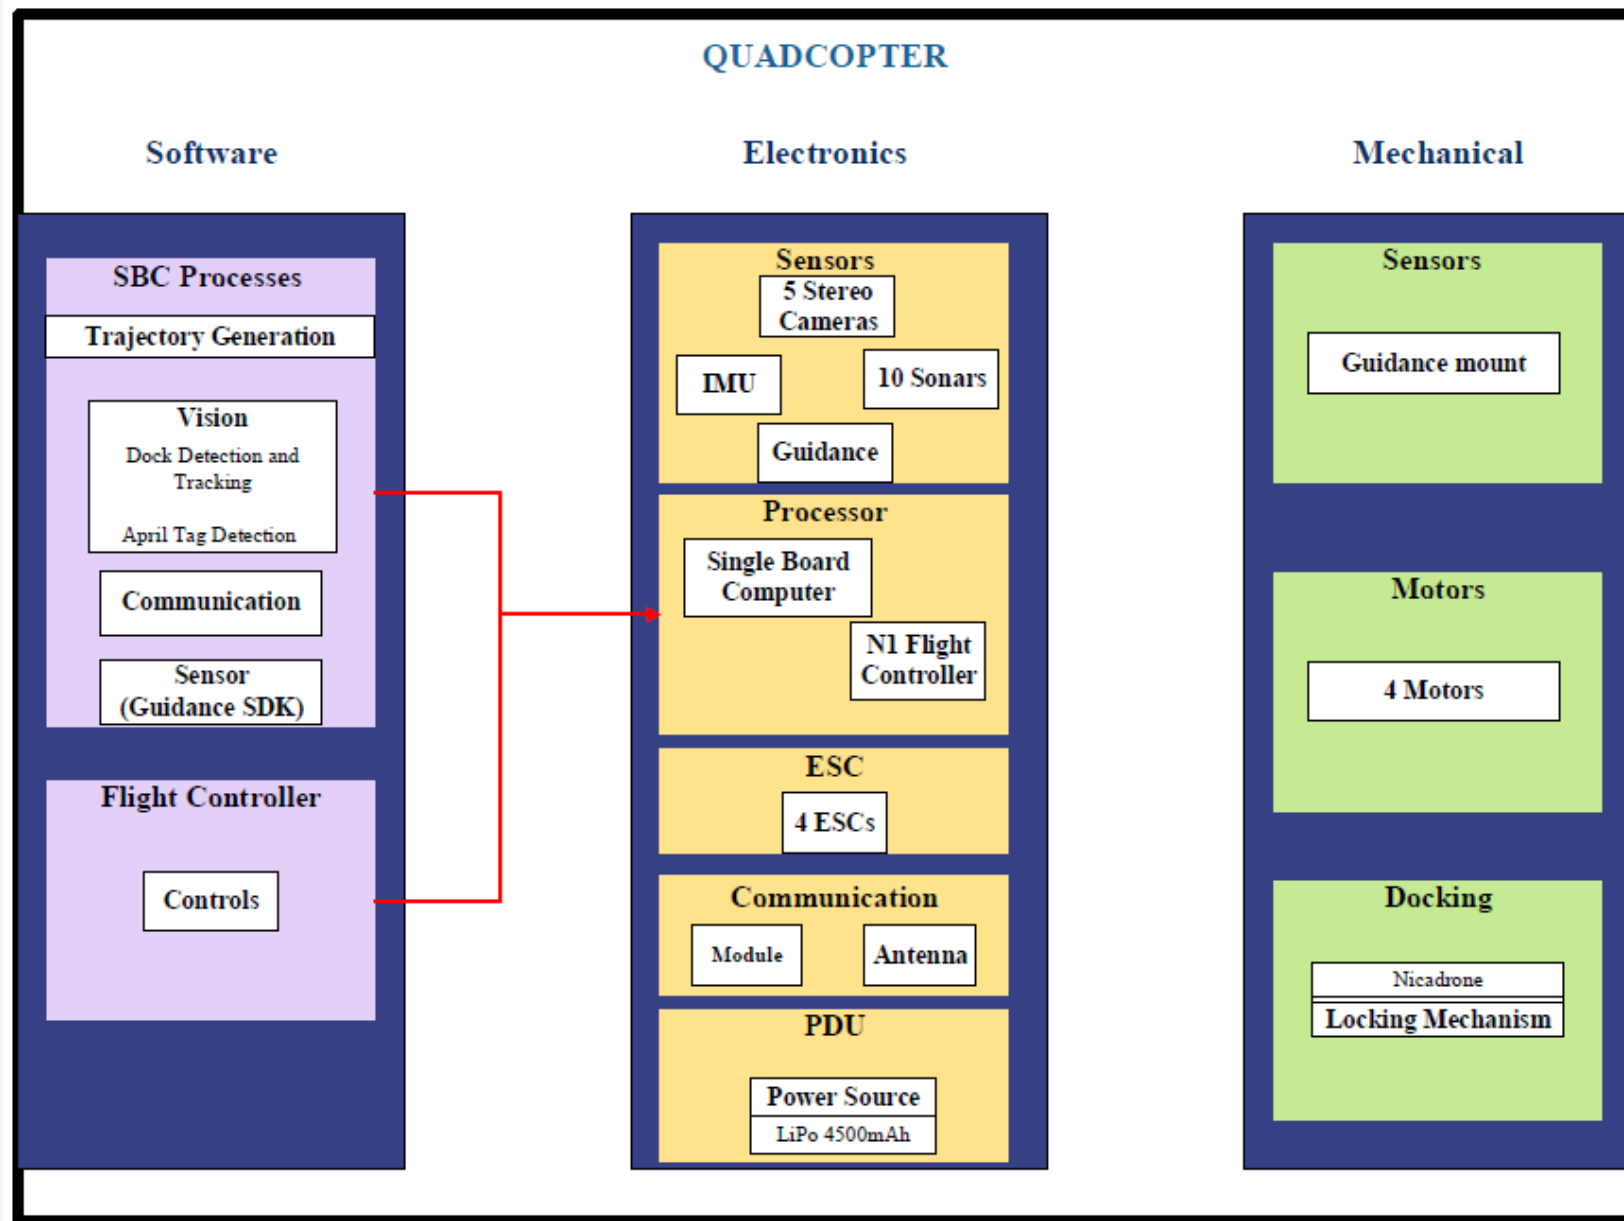 QUADCOPTER
Software
Electronics
Mechanical
SBC Processes
Trajectory Generation
Vision
Dock Detection and
Tracking
April Tag Detection
Communication
Sensor
(Guidance SDK)
Flight Controller
Controls
Sensors
5 Stereo
Cameras
IMU
10 Sonars
Guidance
Processor
Single Board
Computer
N1 Flight
Controller
ESC
4 ESCs
Communication
Module
Antenna
PDU
Power Source
LiPo 4500mAh
Sensors
Guidance mount
Motors
4 Motors
Docking
Nicadrone
Locking Mechanism